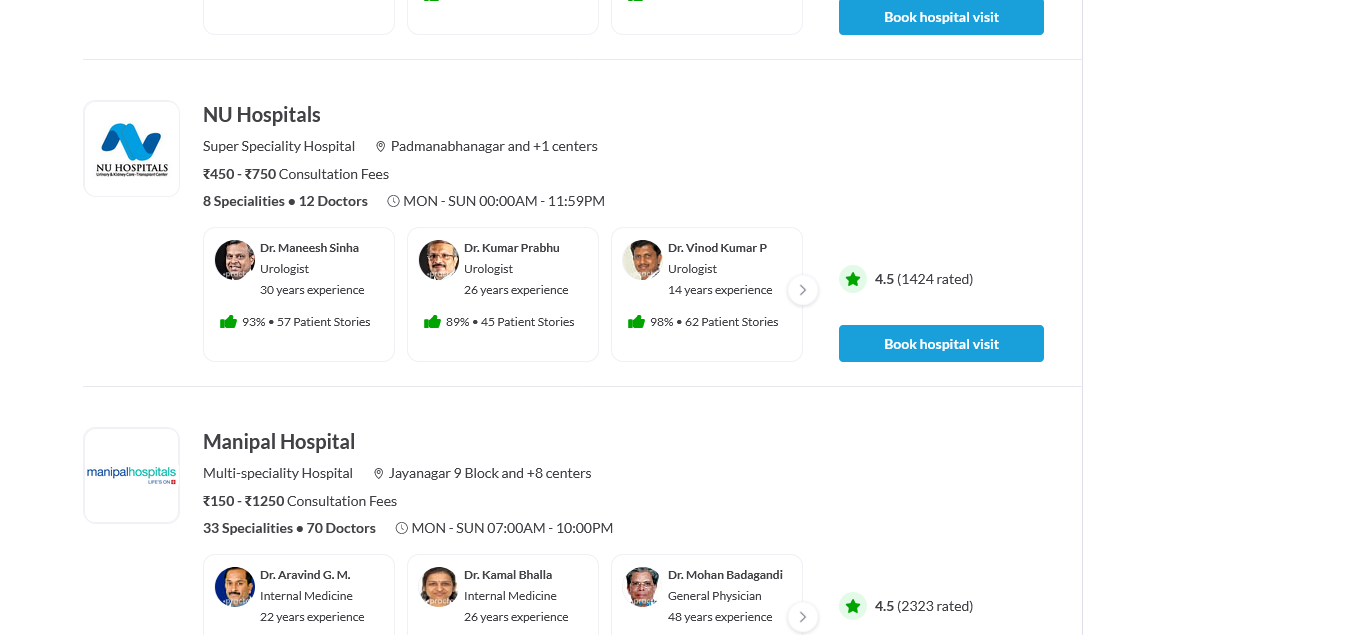 Book hospital visit
NU HOSPITALS
Urinary & Kidney Care • Transplant Center
NU Hospitals
Super Speciality Hospital Padmanabhanagar and +1 centers
₹450 - ₹750 Consultation Fees
8 Specialities ● 12 Doctors MON - SUN 00:00AM - 11:59PM
Dr. Maneesh Sinha
Urologist
30 years experience
93% • 57 Patient Stories
Dr. Kumar Prabhu
Urologist
26 years experience
89% • 45 Patient Stories
Dr. Vinod Kumar P
Urologist
14 years experience
98% • 62 Patient Stories
4.5 (1424 rated)
Book hospital visit
manipalhospitals
LIFE'S ON
Manipal Hospital
Multi-speciality Hospital Jayanagar 9 Block and +8 centers
₹150 - ₹1250 Consultation Fees
33 Specialities ● 70 Doctors MON - SUN 07:00AM - 10:00PM
Dr. Aravind G. M.
Internal Medicine
22 years experience
Dr. Kamal Bhalla
Internal Medicine
26 years experience
Dr. Mohan Badagandi
General Physician
48 years experience
4.5 (2323 rated)